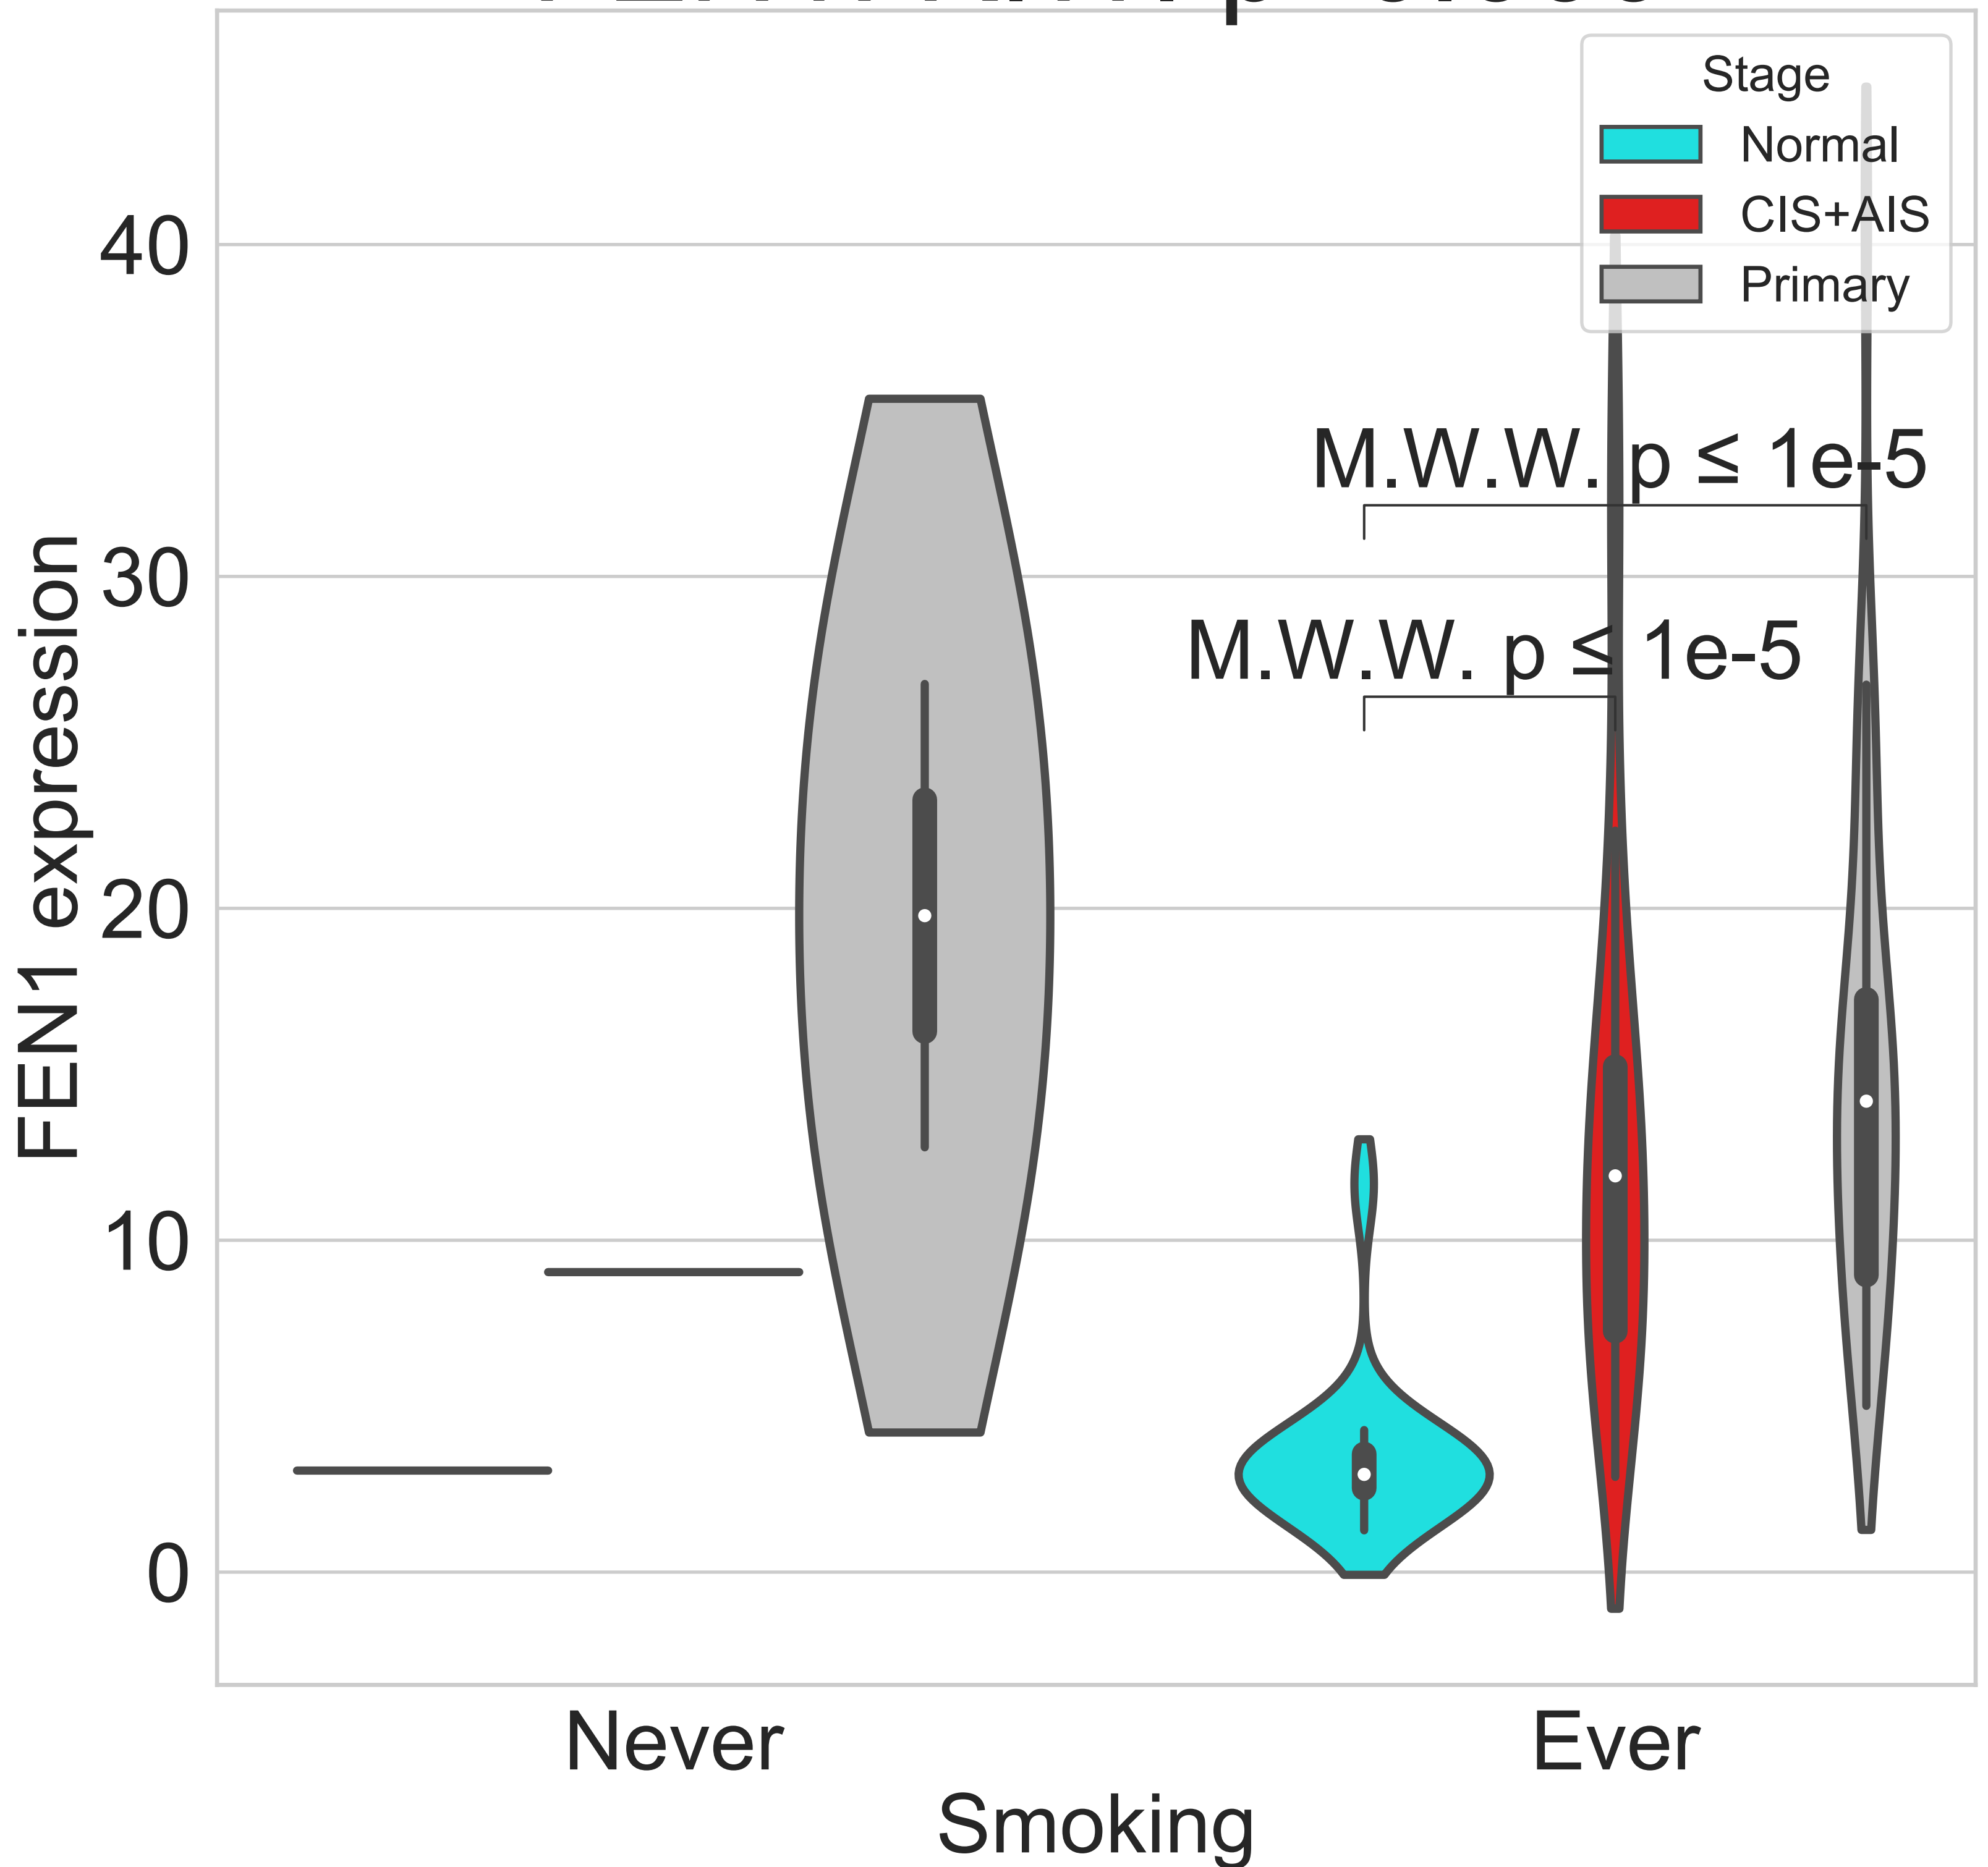 Stage
Normal
CIS+AIS
Primary
40
30
20
10
0
FEN1 expression
M.W.W. p ≤ 1e-5
M.W.W. p ≤ 1e-5
Never
Ever
Smoking